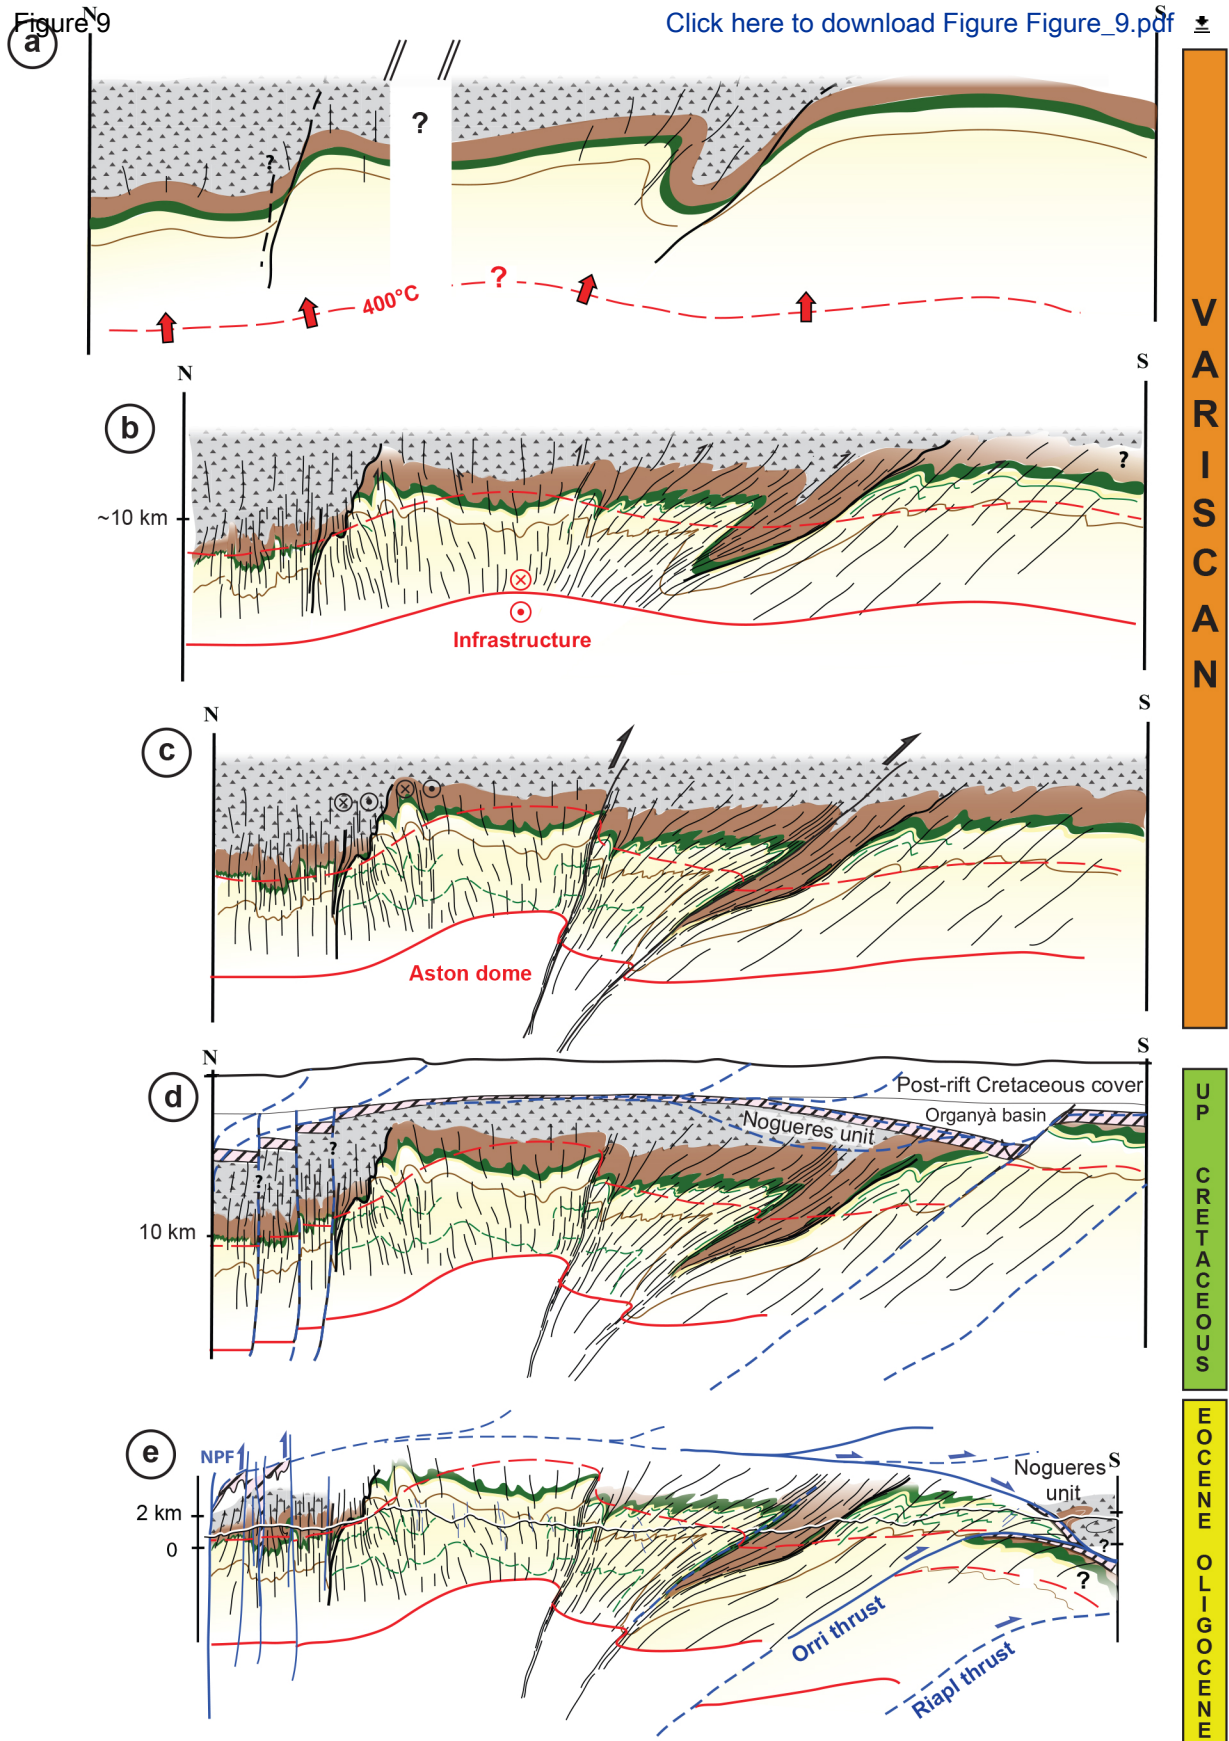 Figure 9
Click here to download Figure Figure_9.pdf
N
S
a
?
?
?
400°C
VARISCAN
N
S
b
?
~10 km
Infrastructure
N
S
c
Aston dome
N
S
d
Post-rift Cretaceous cover
Organyà basin
Nogueres unit
?
?
10 km
UP CRETACEOUS
e
NPF
S
Nogueres
unit
2 km
0
?
?
Orri thrust
Riapl thrust
EOCENE OLIGOCENE